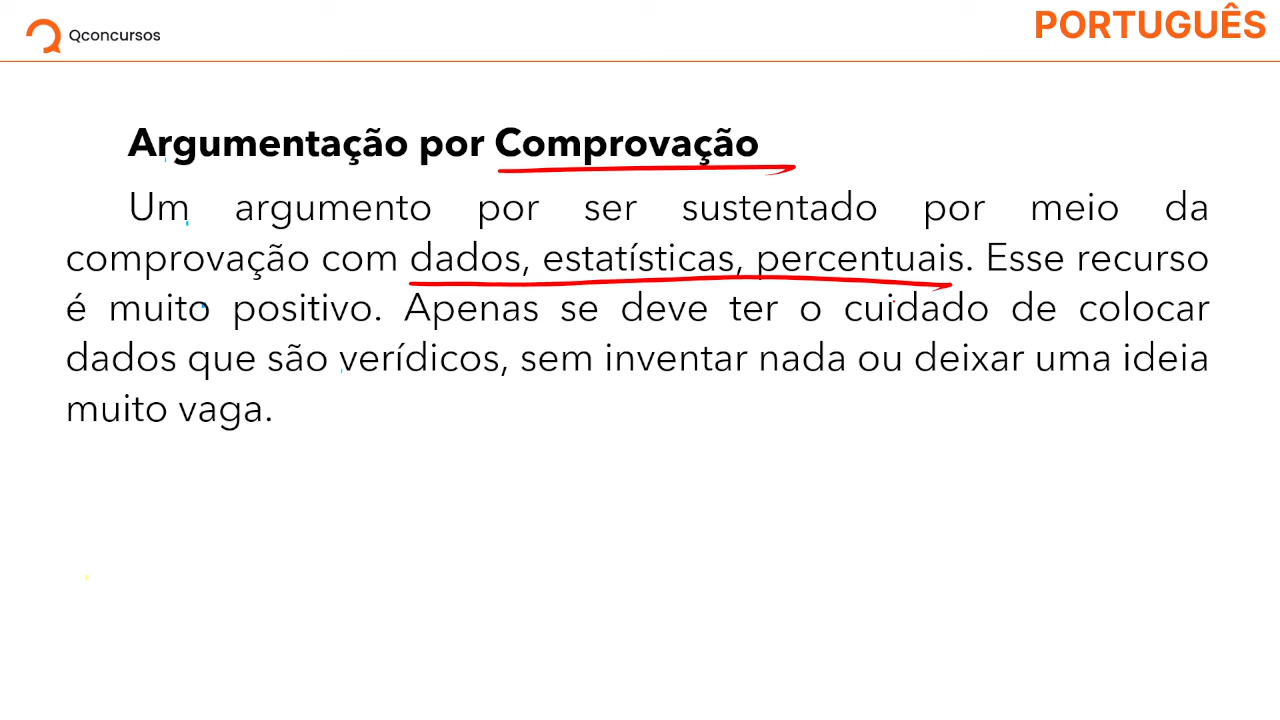 Qconcursos
PORTUGUÊS
Argumentação por Comprovação
Um argumento por ser sustentado por meio da
comprovação com dados, estatísticas, percentuais. Esse recurso
é muito positivo. Apenas se deve ter o cuidado de colocar
dados que são verídicos, sem inventar nada ou deixar uma ideia
muito vaga.